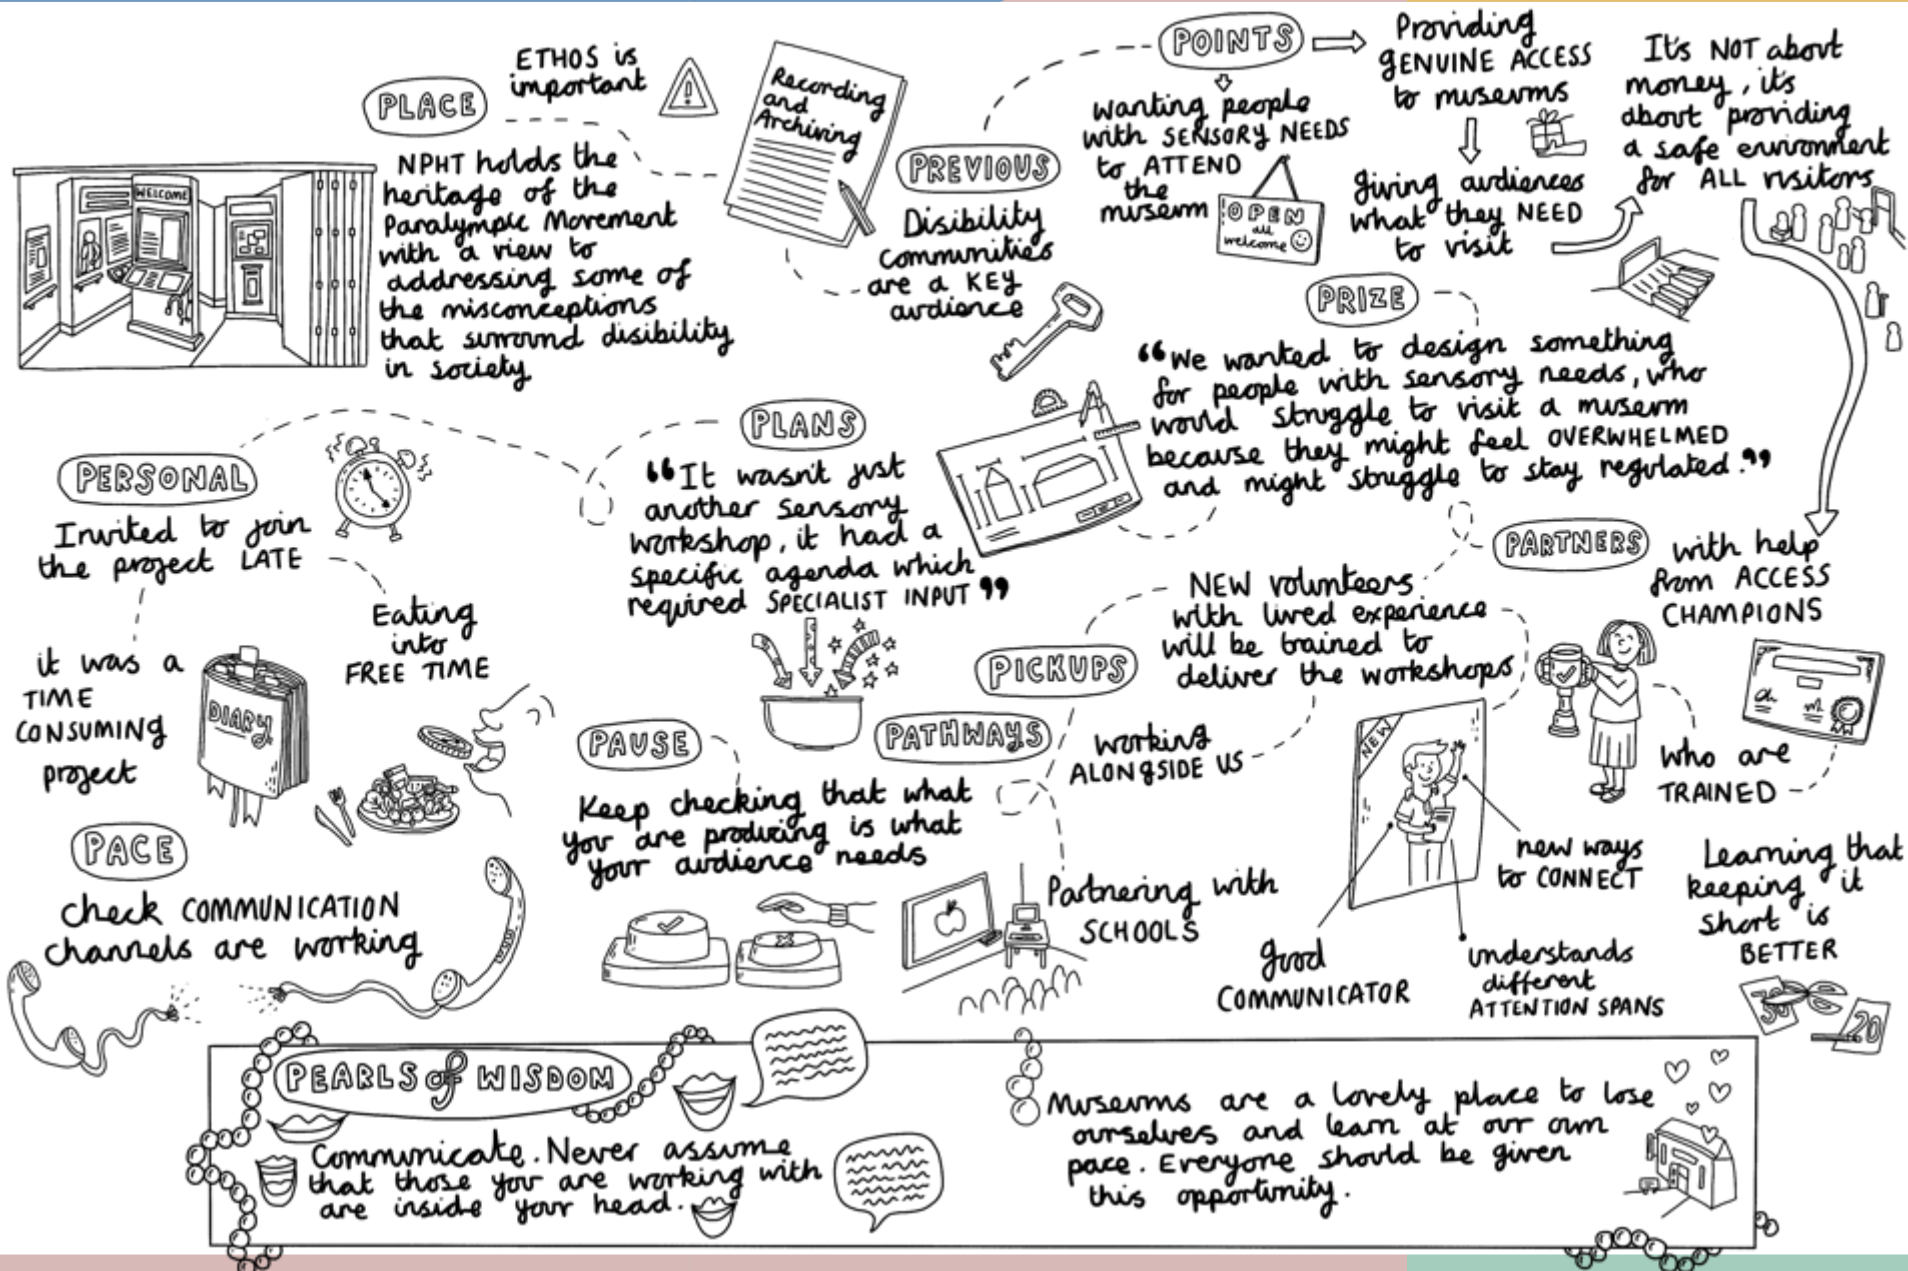 PLACE
ETHOS is
important
NPHT holds the
heritage of the
Paralympic Movement
with a view to
addressing some of
the misconceptions
that surround disibility
in society
WELCOME
Recording
and
Archiving
PREVIOUS
Disibility
Communities
are a KEY
audience
POINTS
wanting people
with SENSORY NEEDS
to ATTEND
the
museum
OPEN
all
welcome
Providing
GENUINE ACCESS
to museums
giving audiences
what they NEED
to visit
It's NOT about
money, it's
about providing
a safe environment
for ALL visitors
with help
from ACCESS
CHAMPIONS
who are
TRAINED
PRIZE
“We wanted to design something
for people with sensory needs, who
would struggle to visit a museum
because they might feel OVERWHELMED
and might struggle to stay regulated.”
PLANS
“It wasn't just
another sensory
workshop, it had a
specific agenda which
required SPECIALIST INPUT”
PERSONAL
Invited to join
the project LATE
Eating
into
FREE TIME
it was a
TIME
CONSUMING
project
DIARY
PARTNERS
NEW volunteers
with lived experience
will be trained to
deliver the workshops
working
ALONGSIDE US
NEW
new ways
to CONNECT
good
COMMUNICATOR
understands
different
ATTENTION SPANS
PICKUPS
PATHWAYS
Partnering with
SCHOOLS
PAUSE
Keep checking that what
you are producing is what
your audience needs
PACE
check COMMUNICATION
channels are working
Learning that
keeping it
short is
BETTER
30
20
PEARLS of WISDOM
Communicate. Never assume
that those you are working with
are inside your head.
Museums are a lovely place to lose
ourselves and learn at our own
pace. Everyone should be given
this opportunity.